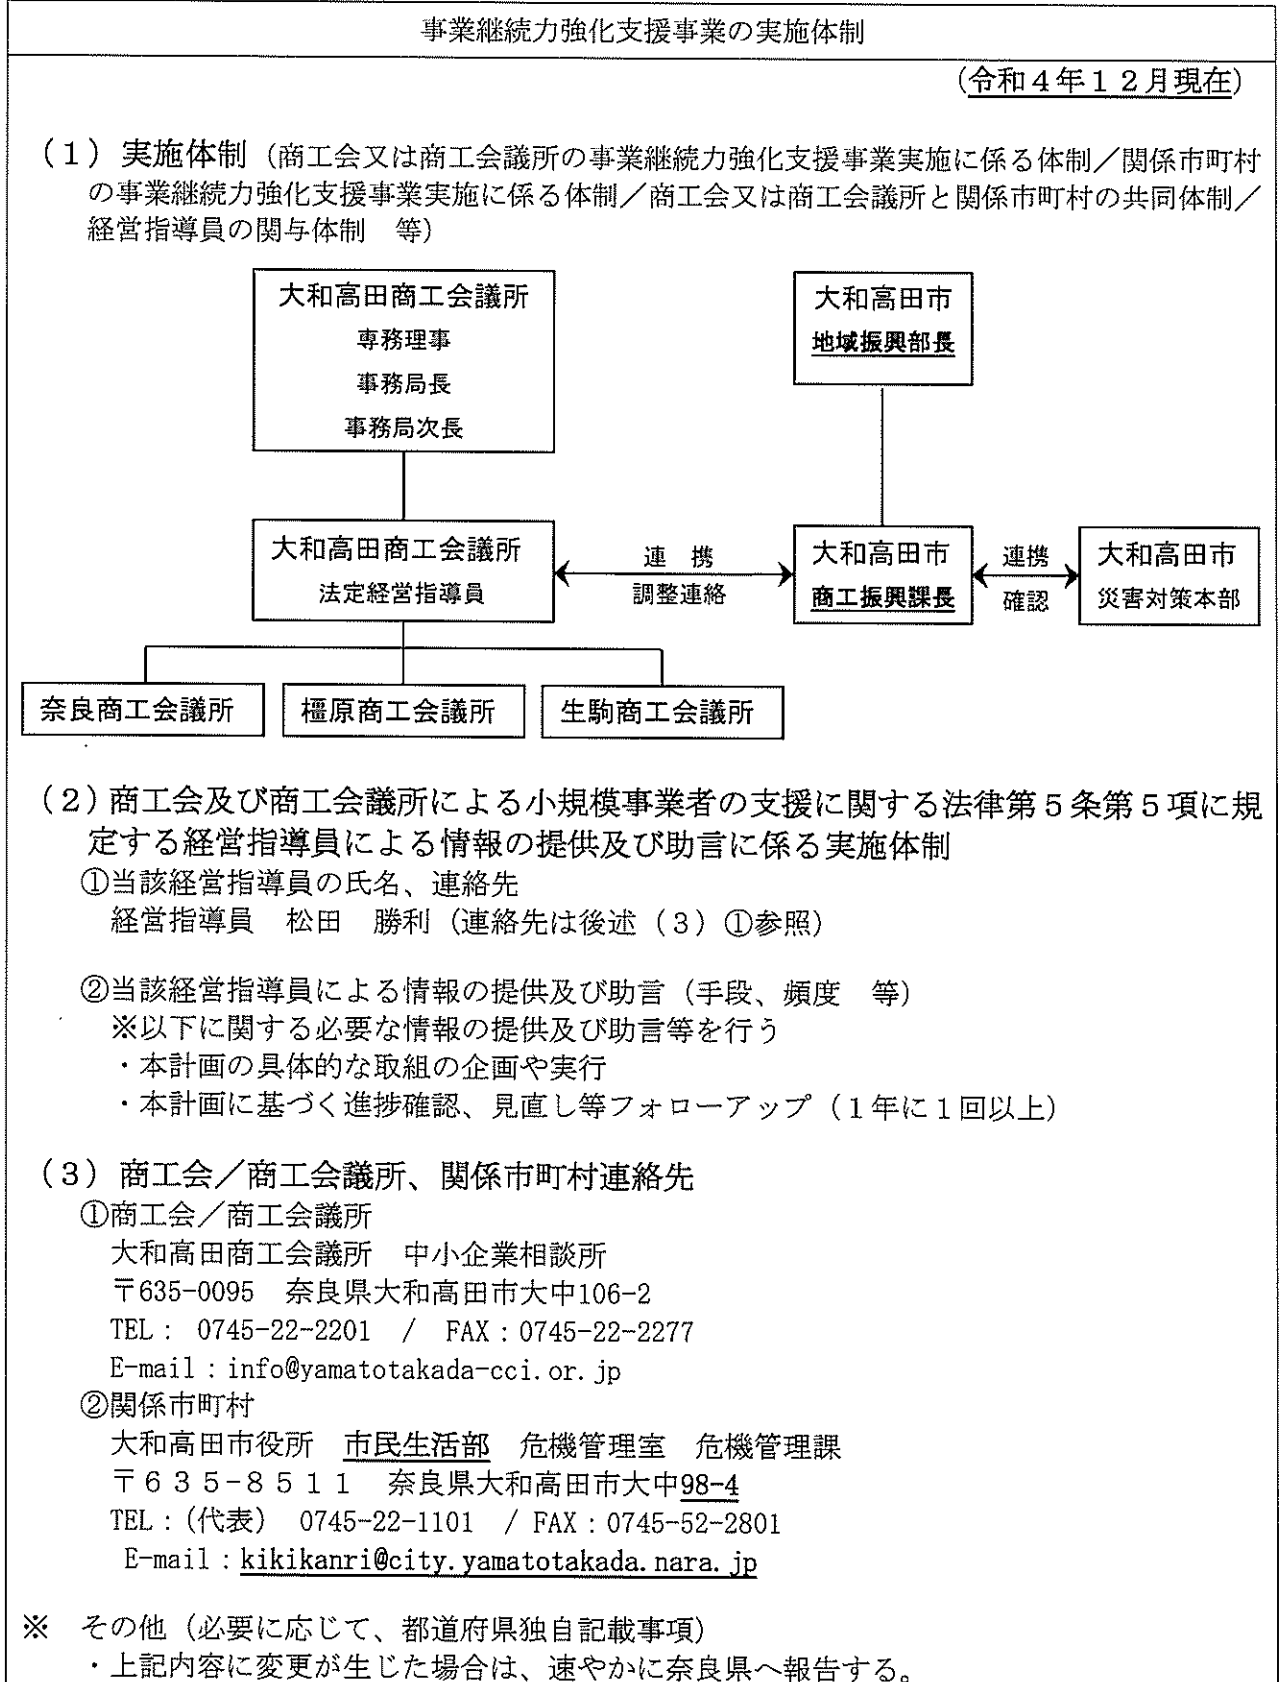 事業継続力強化支援事業の実施体制
(令和4年12月現在)
(1) 実施体制 (商工会又は商工会議所の事業継続力強化支援事業実施に係る体制/関係市町村
の事業継続力強化支援事業実施に係る体制/商工会又は商工会議所と関係市町村の共同体制/
経営指導員の関与体制 等)
大和高田商工会議所
専務理事
事務局長
事務局次長
大和高田市
地域振興部長
大和高田商工会議所
法定経営指導員
連 携
調整連絡
大和高田市
商工振興課長
連携
確認
大和高田市
災害対策本部
奈良商工会議所
橿原商工会議所
生駒商工会議所
(2)商工会及び商工会議所による小規模事業者の支援に関する法律第5条第5項に規
定する経営指導員による情報の提供及び助言に係る実施体制
①当該経営指導員の氏名、連絡先
経営指導員 松田 勝利 (連絡先は後述 (3) ①参照)
②当該経営指導員による情報の提供及び助言 (手段、頻度 等)
※以下に関する必要な情報の提供及び助言等を行う
・本計画の具体的な取組の企画や実行
・本計画に基づく進捗確認、見直し等フォローアップ (1年に1回以上)
(3) 商工会/商工会議所、関係市町村連絡先
①商工会/商工会議所
大和高田商工会議所 中小企業相談所
〒635-0095 奈良県大和高田市大中106-2
TEL: 0745-22-2201 / FAX:0745-22-2277
E-mail:info@yamatotakada-cci.or.jp
②関係市町村
大和高田市役所 市民生活部 危機管理室 危機管理課
〒635-8511 奈良県大和高田市大中98-4
TEL:(代表) 0745-22-1101 / FAX:0745-52-2801
E-mail:kikikanri@city.yamatotakada.nara.jp
※ その他 (必要に応じて、都道府県独自記載事項)
・上記内容に変更が生じた場合は、速やかに奈良県へ報告する。